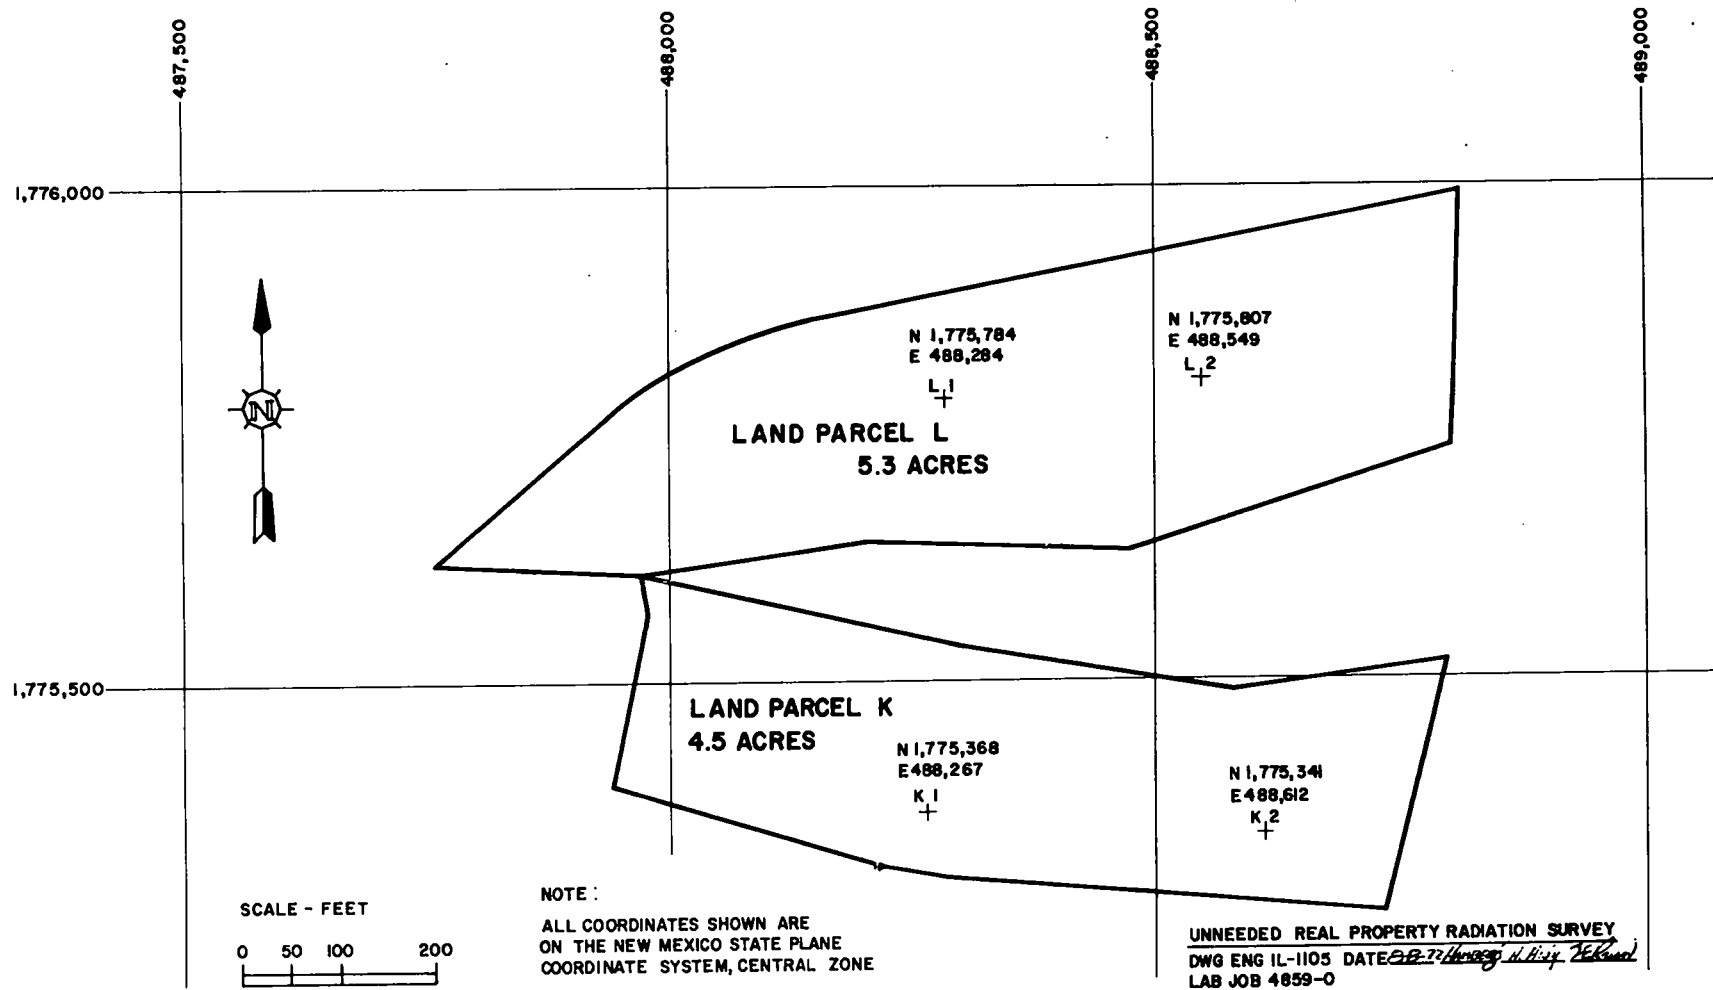 487,500
488,000
488,500
489,000
1,776,000
N 1,775,784
E 488,284
L 1
N 1,775,807
E 488,549
L 2
LAND PARCEL L
5.3 ACRES
N
1,775,500
LAND PARCEL K
4.5 ACRES
N 1,775,368
E 488,267
K 1
N 1,775,341
E 488,612
K 2
SCALE - FEET
0 50 100 200
NOTE :
ALL COORDINATES SHOWN ARE
ON THE NEW MEXICO STATE PLANE
COORDINATE SYSTEM, CENTRAL ZONE
UNNEEDED REAL PROPERTY RADIATION SURVEY
DWG ENG IL-1105 DATE
LAB JOB 4859-0